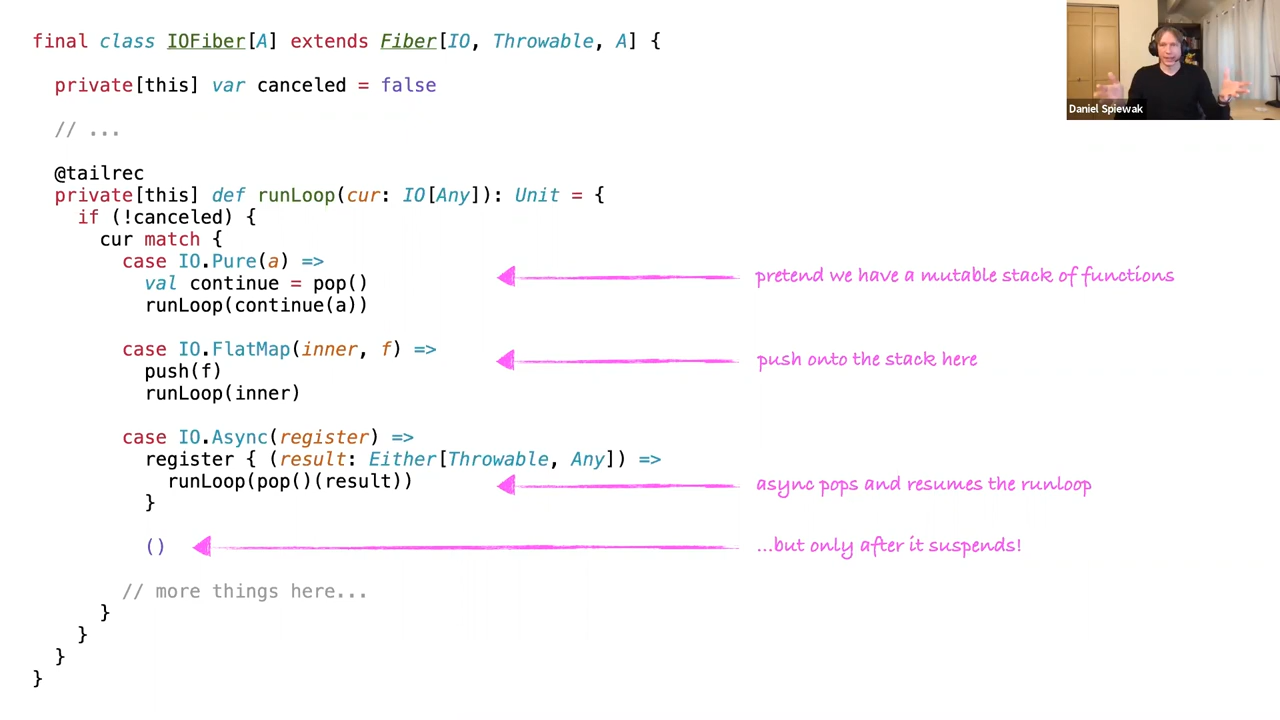 final class IOFiber[A] extends Fiber[IO, Throwable, A] {
private[this] var canceled = false
// ...
@tailrec
private[this] def runLoop(cur: IO[Any]): Unit = {
if (!canceled) {
cur match {
case IO.Pure(a) =>
val continue = pop()
runLoop(continue(a))
pretend we have a mutable stack of functions
case IO.FlatMap(inner, f) =>
push(f)
runLoop(inner)
push onto the stack here
case IO.Async(register) =>
register { (result: Either[Throwable, Any]) =>
runLoop(pop()(result))
}
async pops and resumes the runloop
()
...but only after it suspends!
// more things here...
}
}
}
}
Daniel Spiewak